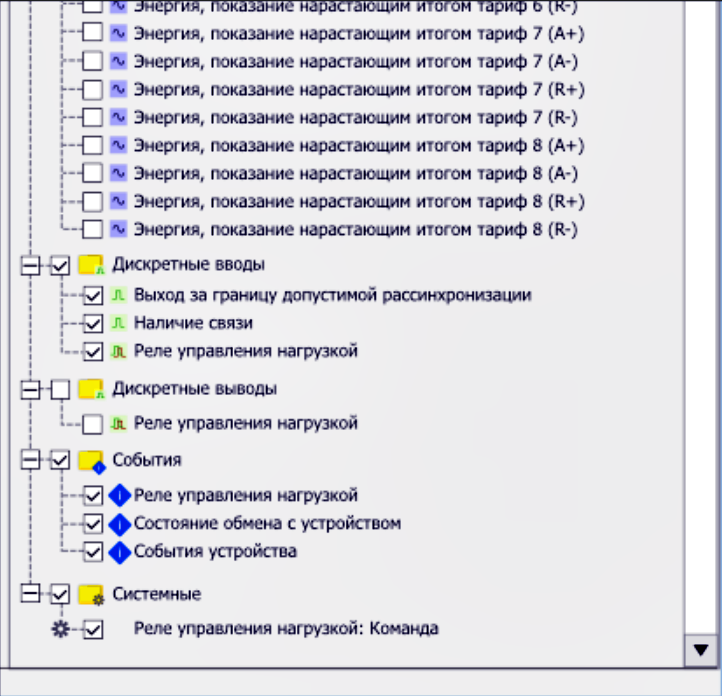 Энергия, показание нарастающим итогом тариф 6 (R-)
Энергия, показание нарастающим итогом тариф 7 (A+)
Энергия, показание нарастающим итогом тариф 7 (A-)
Энергия, показание нарастающим итогом тариф 7 (R+)
Энергия, показание нарастающим итогом тариф 7 (R-)
Энергия, показание нарастающим итогом тариф 8 (A+)
Энергия, показание нарастающим итогом тариф 8 (A-)
Энергия, показание нарастающим итогом тариф 8 (R+)
Энергия, показание нарастающим итогом тариф 8 (R-)
Дискретные вводы
Выход за границу допустимой рассинхронизации
Наличие связи
Реле управления нагрузкой
Дискретные выводы
Реле управления нагрузкой
События
Реле управления нагрузкой
Состояние обмена с устройством
События устройства
Системные
Реле управления нагрузкой: Команда